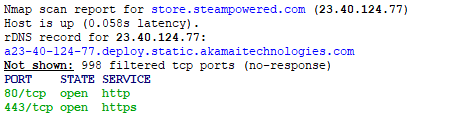 Nmap scan report for store.steampowered.com (23.40.124.77)
Host is up (0.058s latency).
rDNS record for 23.40.124.77:
a23-40-124-77.deploy.static.akamaitechnologies.com
Not shown: 998 filtered tcp ports (no-response)
PORT    STATE SERVICE
80/tcp  open  http
443/tcp open  https